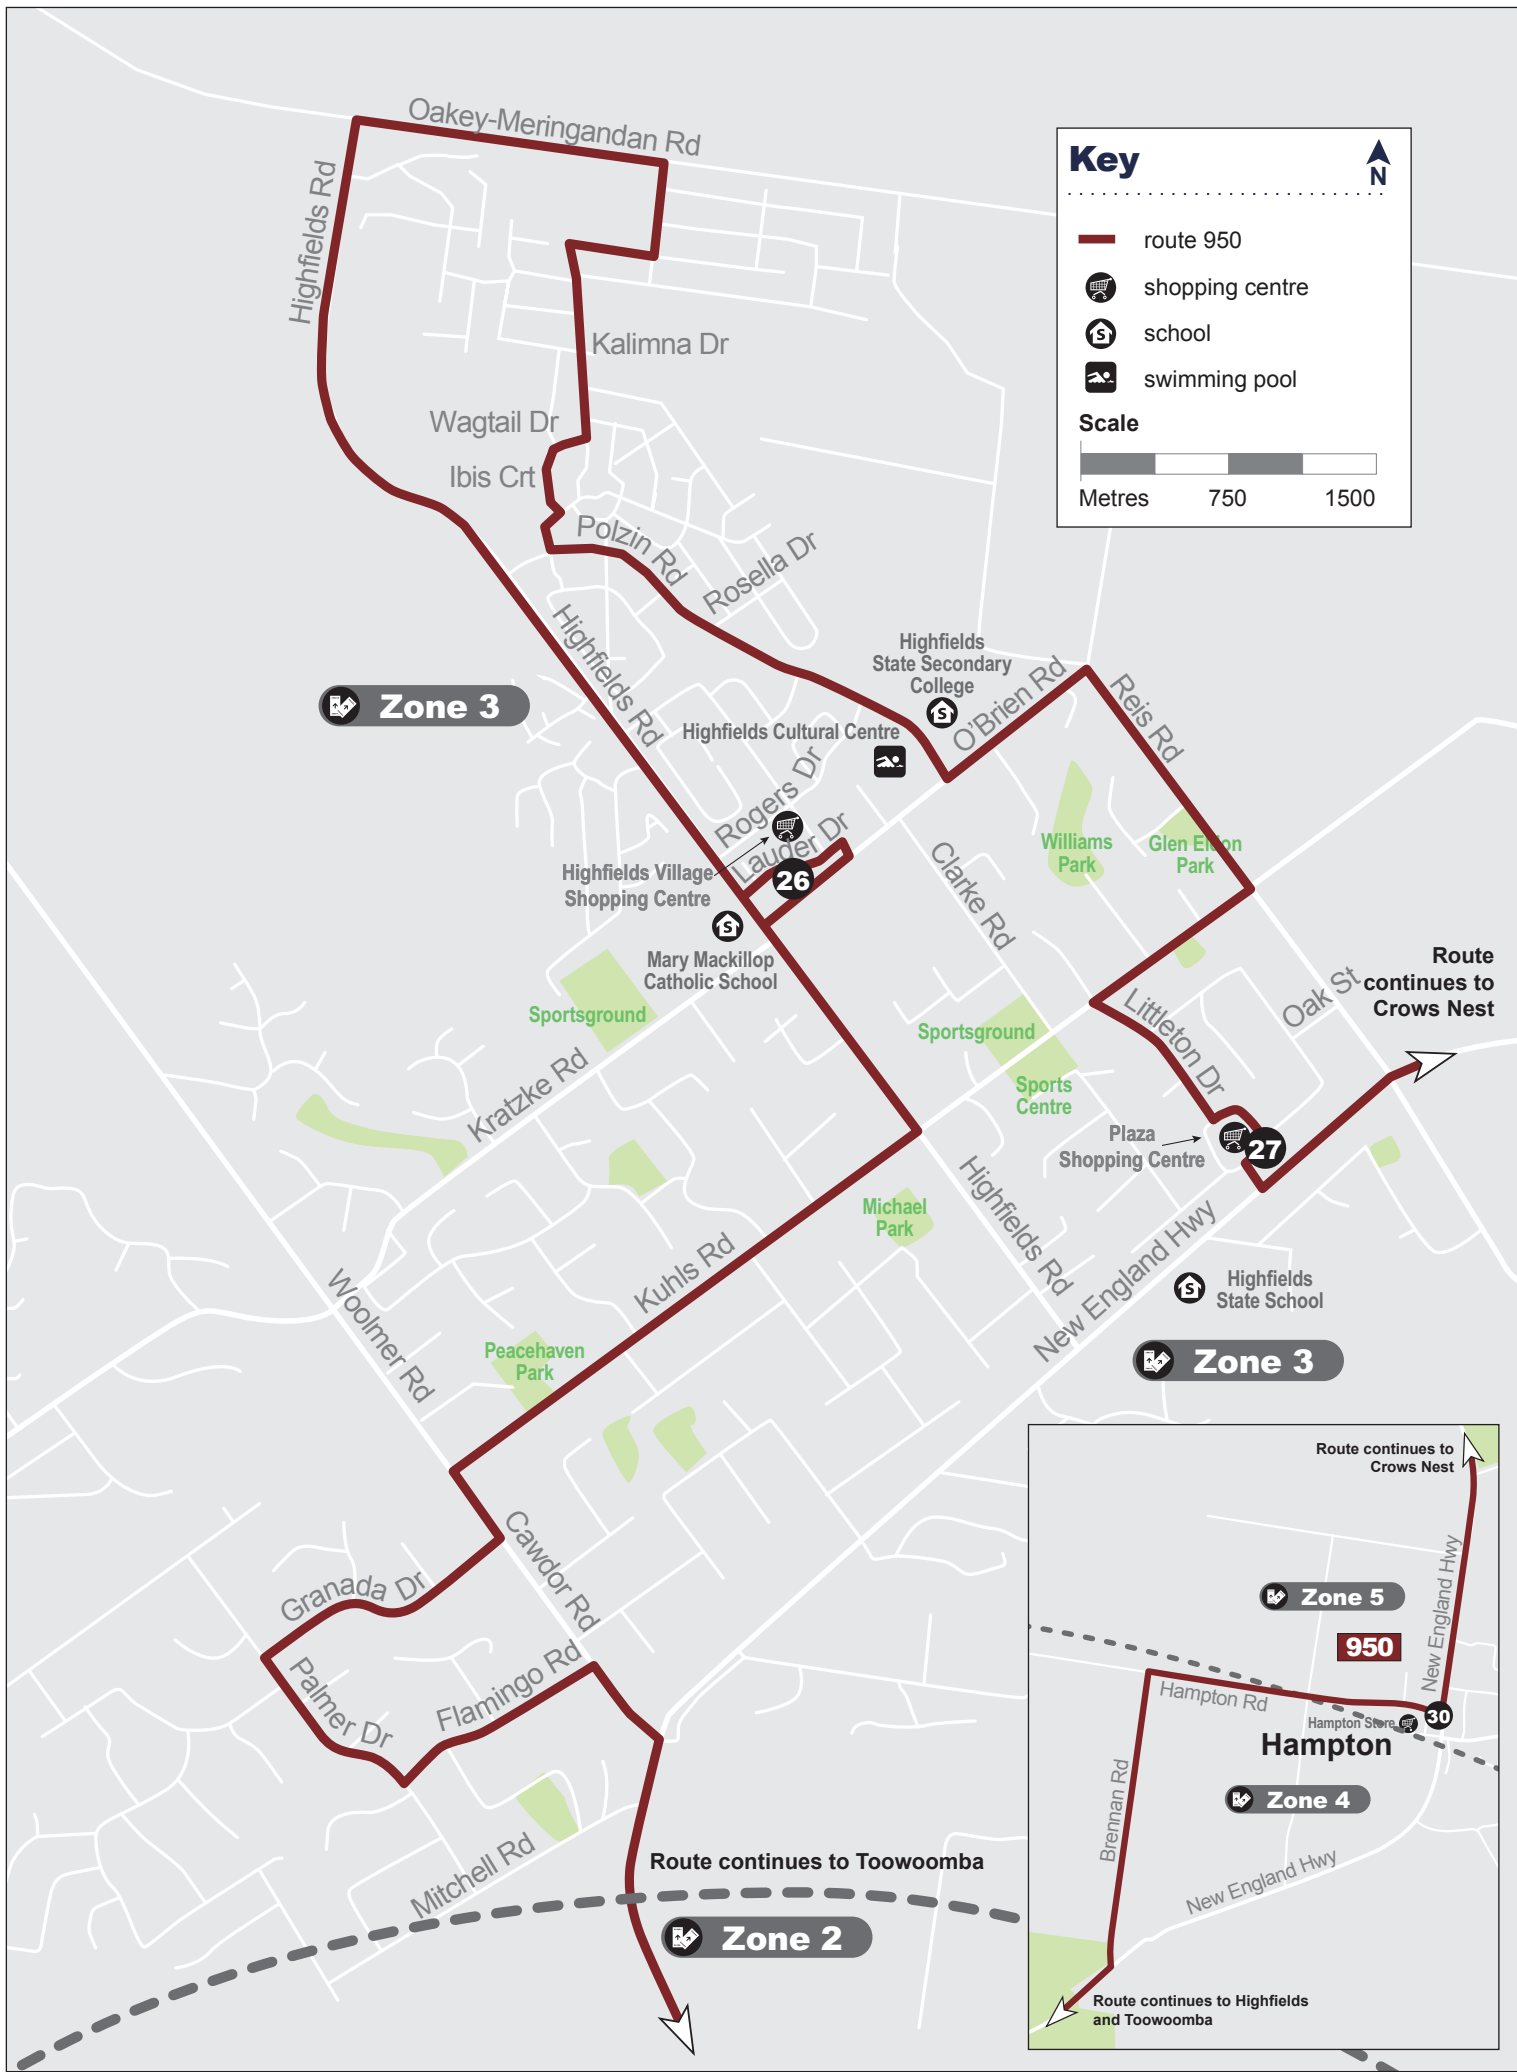 Oakey-Meringandan Rd
Highfields Rd
Key
N
route 950
shopping centre
school
swimming pool
Scale
Metres 750 1500
Kalimna Dr
Wagtail Dr
Ibis Crt
Polzin Rd
Rosella Dr
Highfields Rd
Zone 3
Highfields
State Secondary
College
S
O'Brien Rd
Reis Rd
Highfields Cultural Centre
Rogers Dr
Lauder Dr
26
Highfields Village
Shopping Centre
S
Mary Mackillop
Catholic School
Clarke Rd
Williams
Park
Glen Eldon
Park
Route
continues to
Crows Nest
Oak St
Sportsground
Sportsground
Sports
Centre
Littleton Dr
Kratzke Rd
Plaza
Shopping Centre
27
Michael
Park
Highfields Rd
New England Hwy
S
Highfields
State School
Zone 3
Kuhls Rd
Woolmer Rd
Peacehaven
Park
Cawdor Rd
Granada Dr
Palmer Dr
Flamingo Rd
Mitchell Rd
Route continues to Toowoomba
Zone 2
Route continues to
Crows Nest
New England Hwy
Zone 5
950
Hampton Rd
Hampton Store
30
Hampton
Brennan Rd
Zone 4
New England Hwy
Route continues to Highfields
and Toowoomba